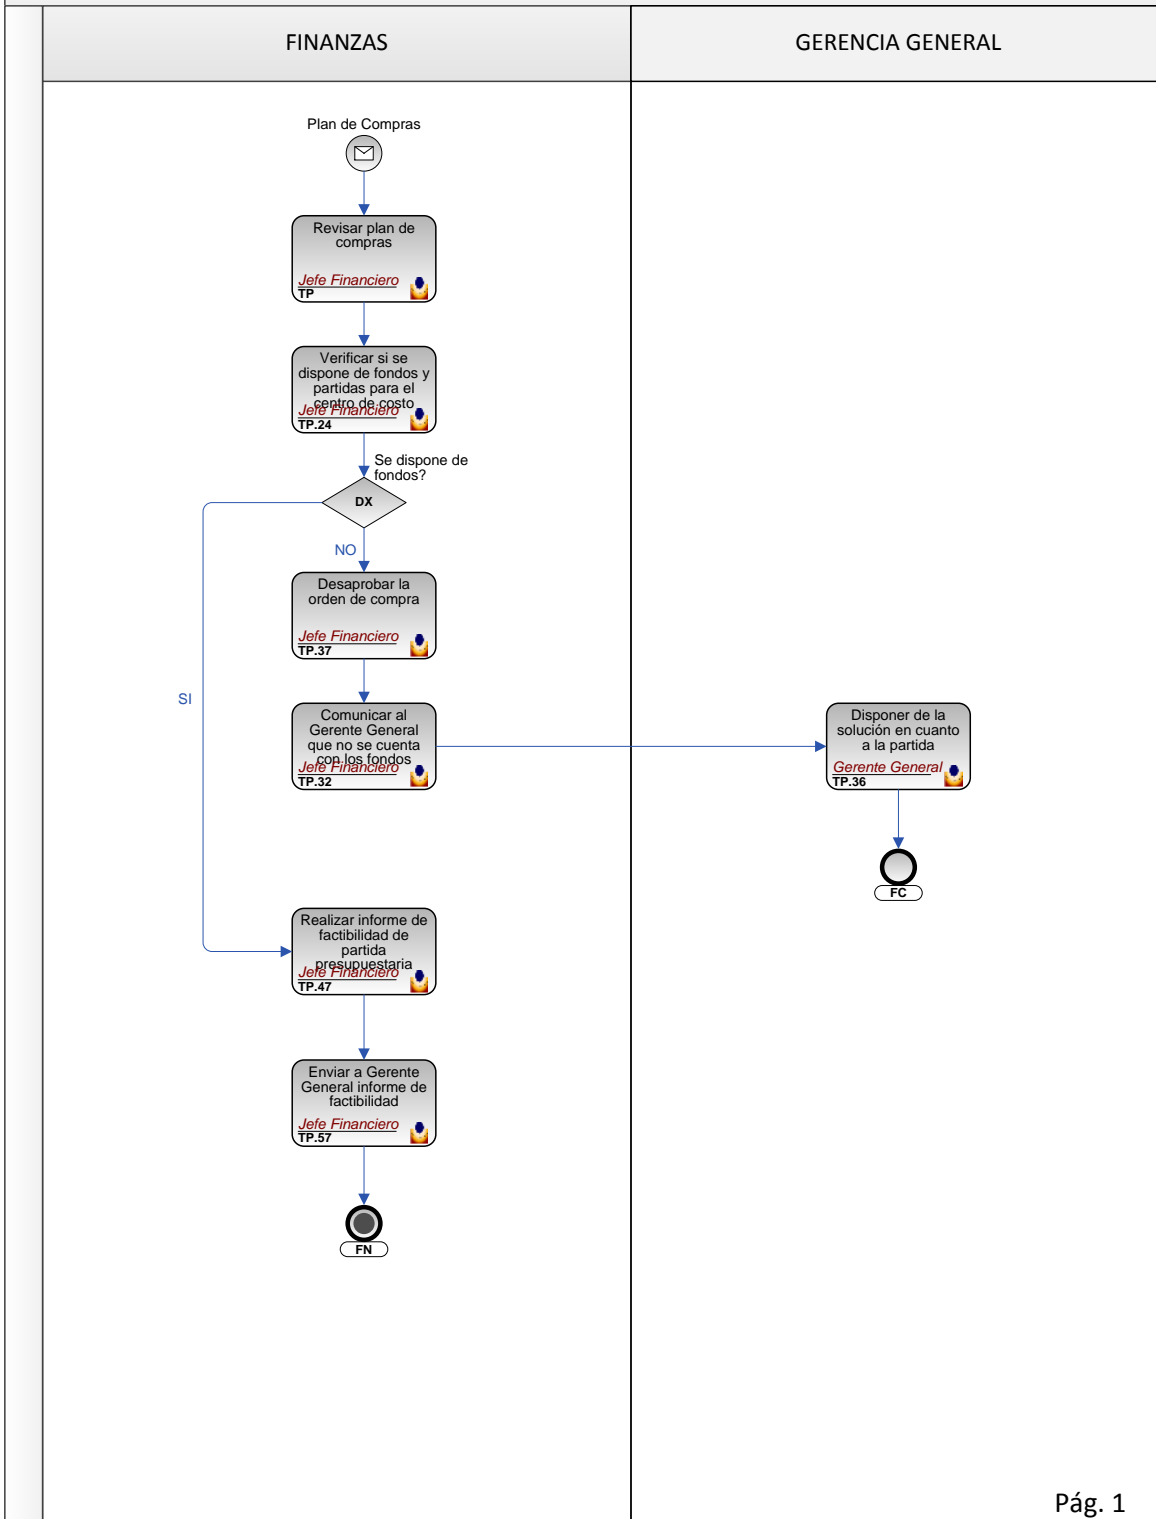 FINANZAS
GERENCIA GENERAL
Plan de Compras
Revisar plan de
compras
Jefe Financiero
TP
Verificar si se
dispone de fondos y
partidas para el
centro de costo
Jefe Financiero
TP.24
Se dispone de
fondos?
DX
NO
SI
Desaprobar la
orden de compra
Jefe Financiero
TP.37
Comunicar al
Gerente General
que no se cuenta
con los fondos
Jefe Financiero
TP.32
Disponer de la
solución en cuanto
a la partida
Gerente General
TP.36
FC
Realizar informe de
factibilidad de
partida
presupuestaria
Jefe Financiero
TP.47
Enviar a Gerente
General informe de
factibilidad
Jefe Financiero
TP.57
FN
Pág. 1